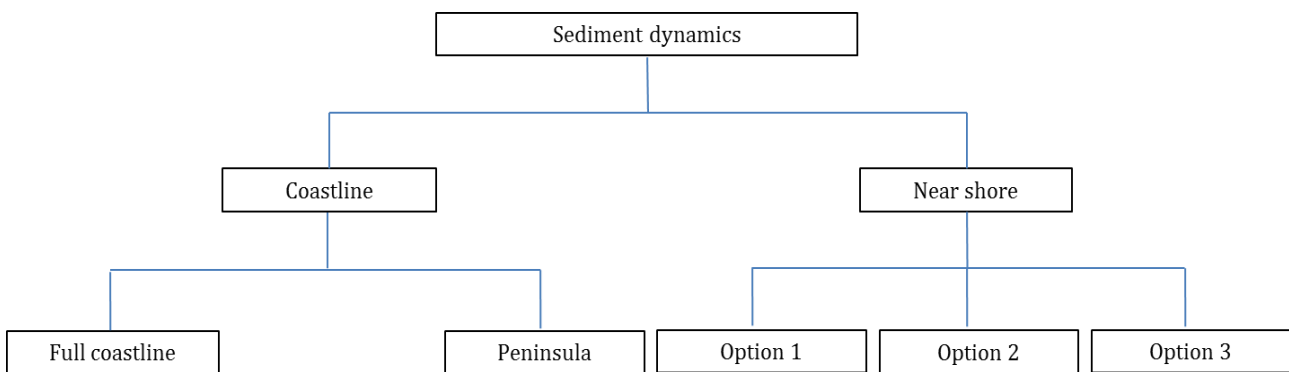 Sediment dynamics
Coastline
Near shore
Full coastline
Peninsula
Option 1
Option 2
Option 3